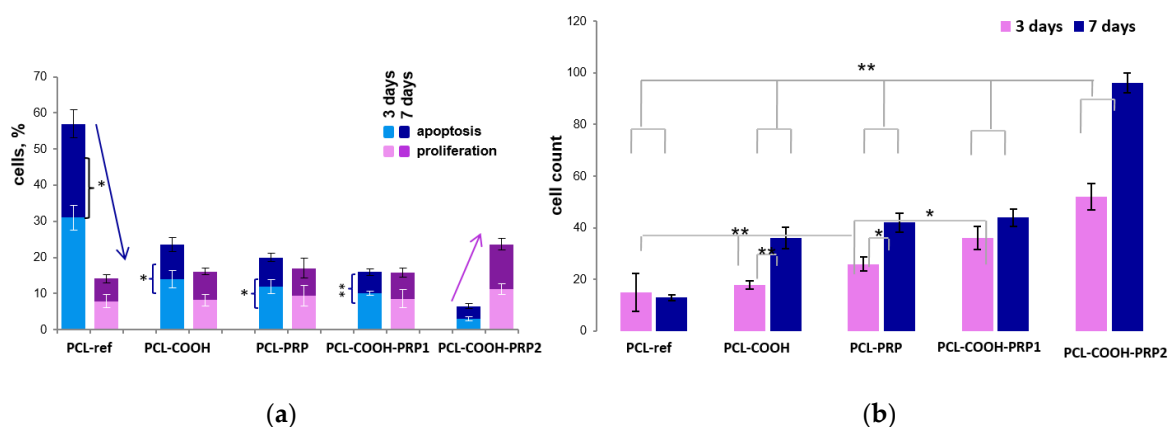 70
60
50
40
30
20
10
0
cells, %
3 days
7 days
apoptosis
proliferation
*
*
*
**
PCL-ref
PCL-COOH
PCL-PRP
PCL-COOH-PRP1
PCL-COOH-PRP2
(a)
120
100
80
60
40
20
0
cell count
3 days
7 days
**
**
**
*
*
PCL-ref
PCL-COOH
PCL-PRP
PCL-COOH-PRP1
PCL-COOH-PRP2
(b)